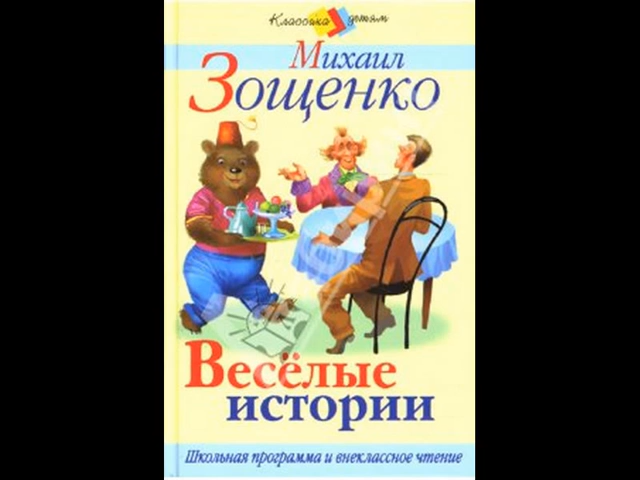 Классика детям
Михаил
Зощенко
Весёлые
истории
Школьная программа и внеклассное чтение